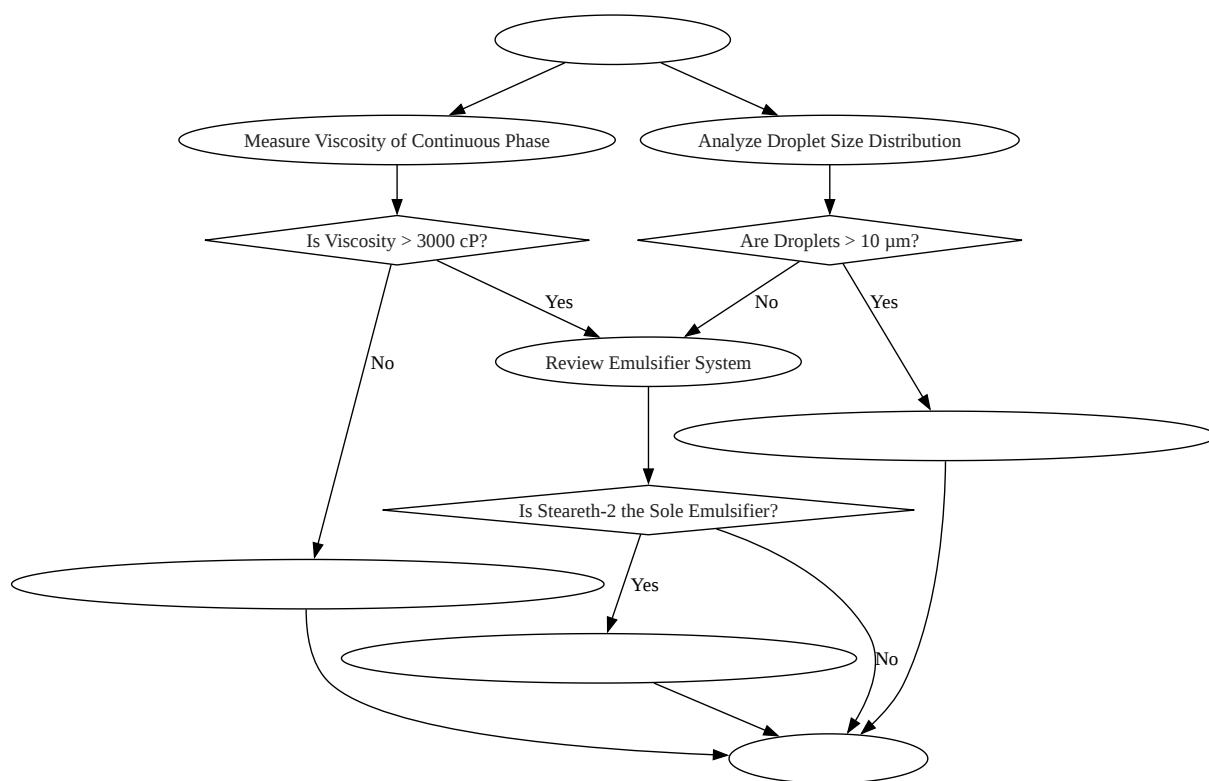 Measure Viscosity of Continuous Phase
Analyze Droplet Size Distribution
Is Viscosity > 3000 cP?
Are Droplets > 10 µm?
Yes
No
Yes
Review Emulsifier System
No
Is Steareth-2 the Sole Emulsifier?
Yes
No